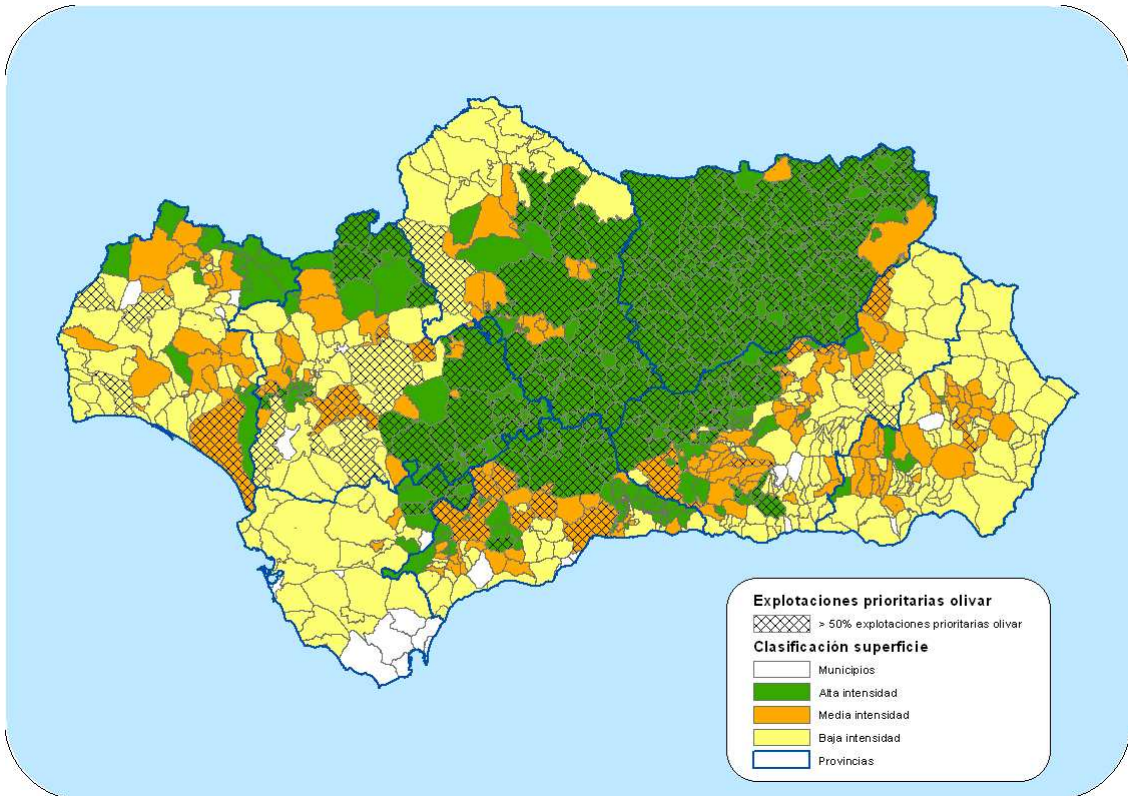 Explotaciones prioritarias olivar
> 50% explotaciones prioritarias olivar
Clasificación superficie
Municipios
Alta intensidad
Media intensidad
Baja intensidad
Provincias